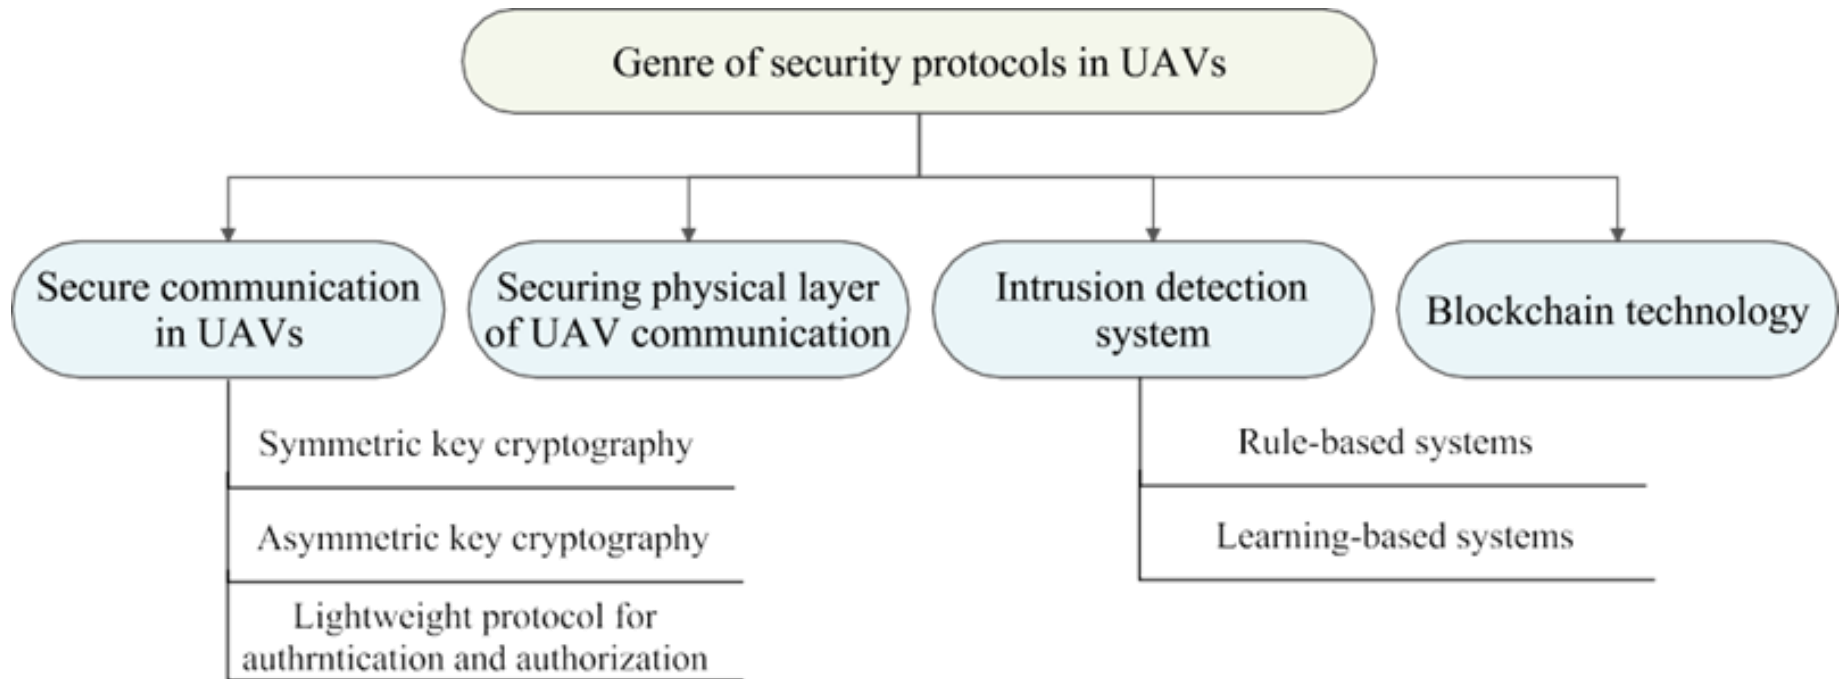 Genre of security protocols in UAVs
Secure communication
in UAVs
Securing physical layer
of UAV communication
Intrusion detection
system
Blockchain technology
Symmetric key cryptography
Asymmetric key cryptography
Lightweight protocol for
authrntication and authorization
Rule-based systems
Learning-based systems